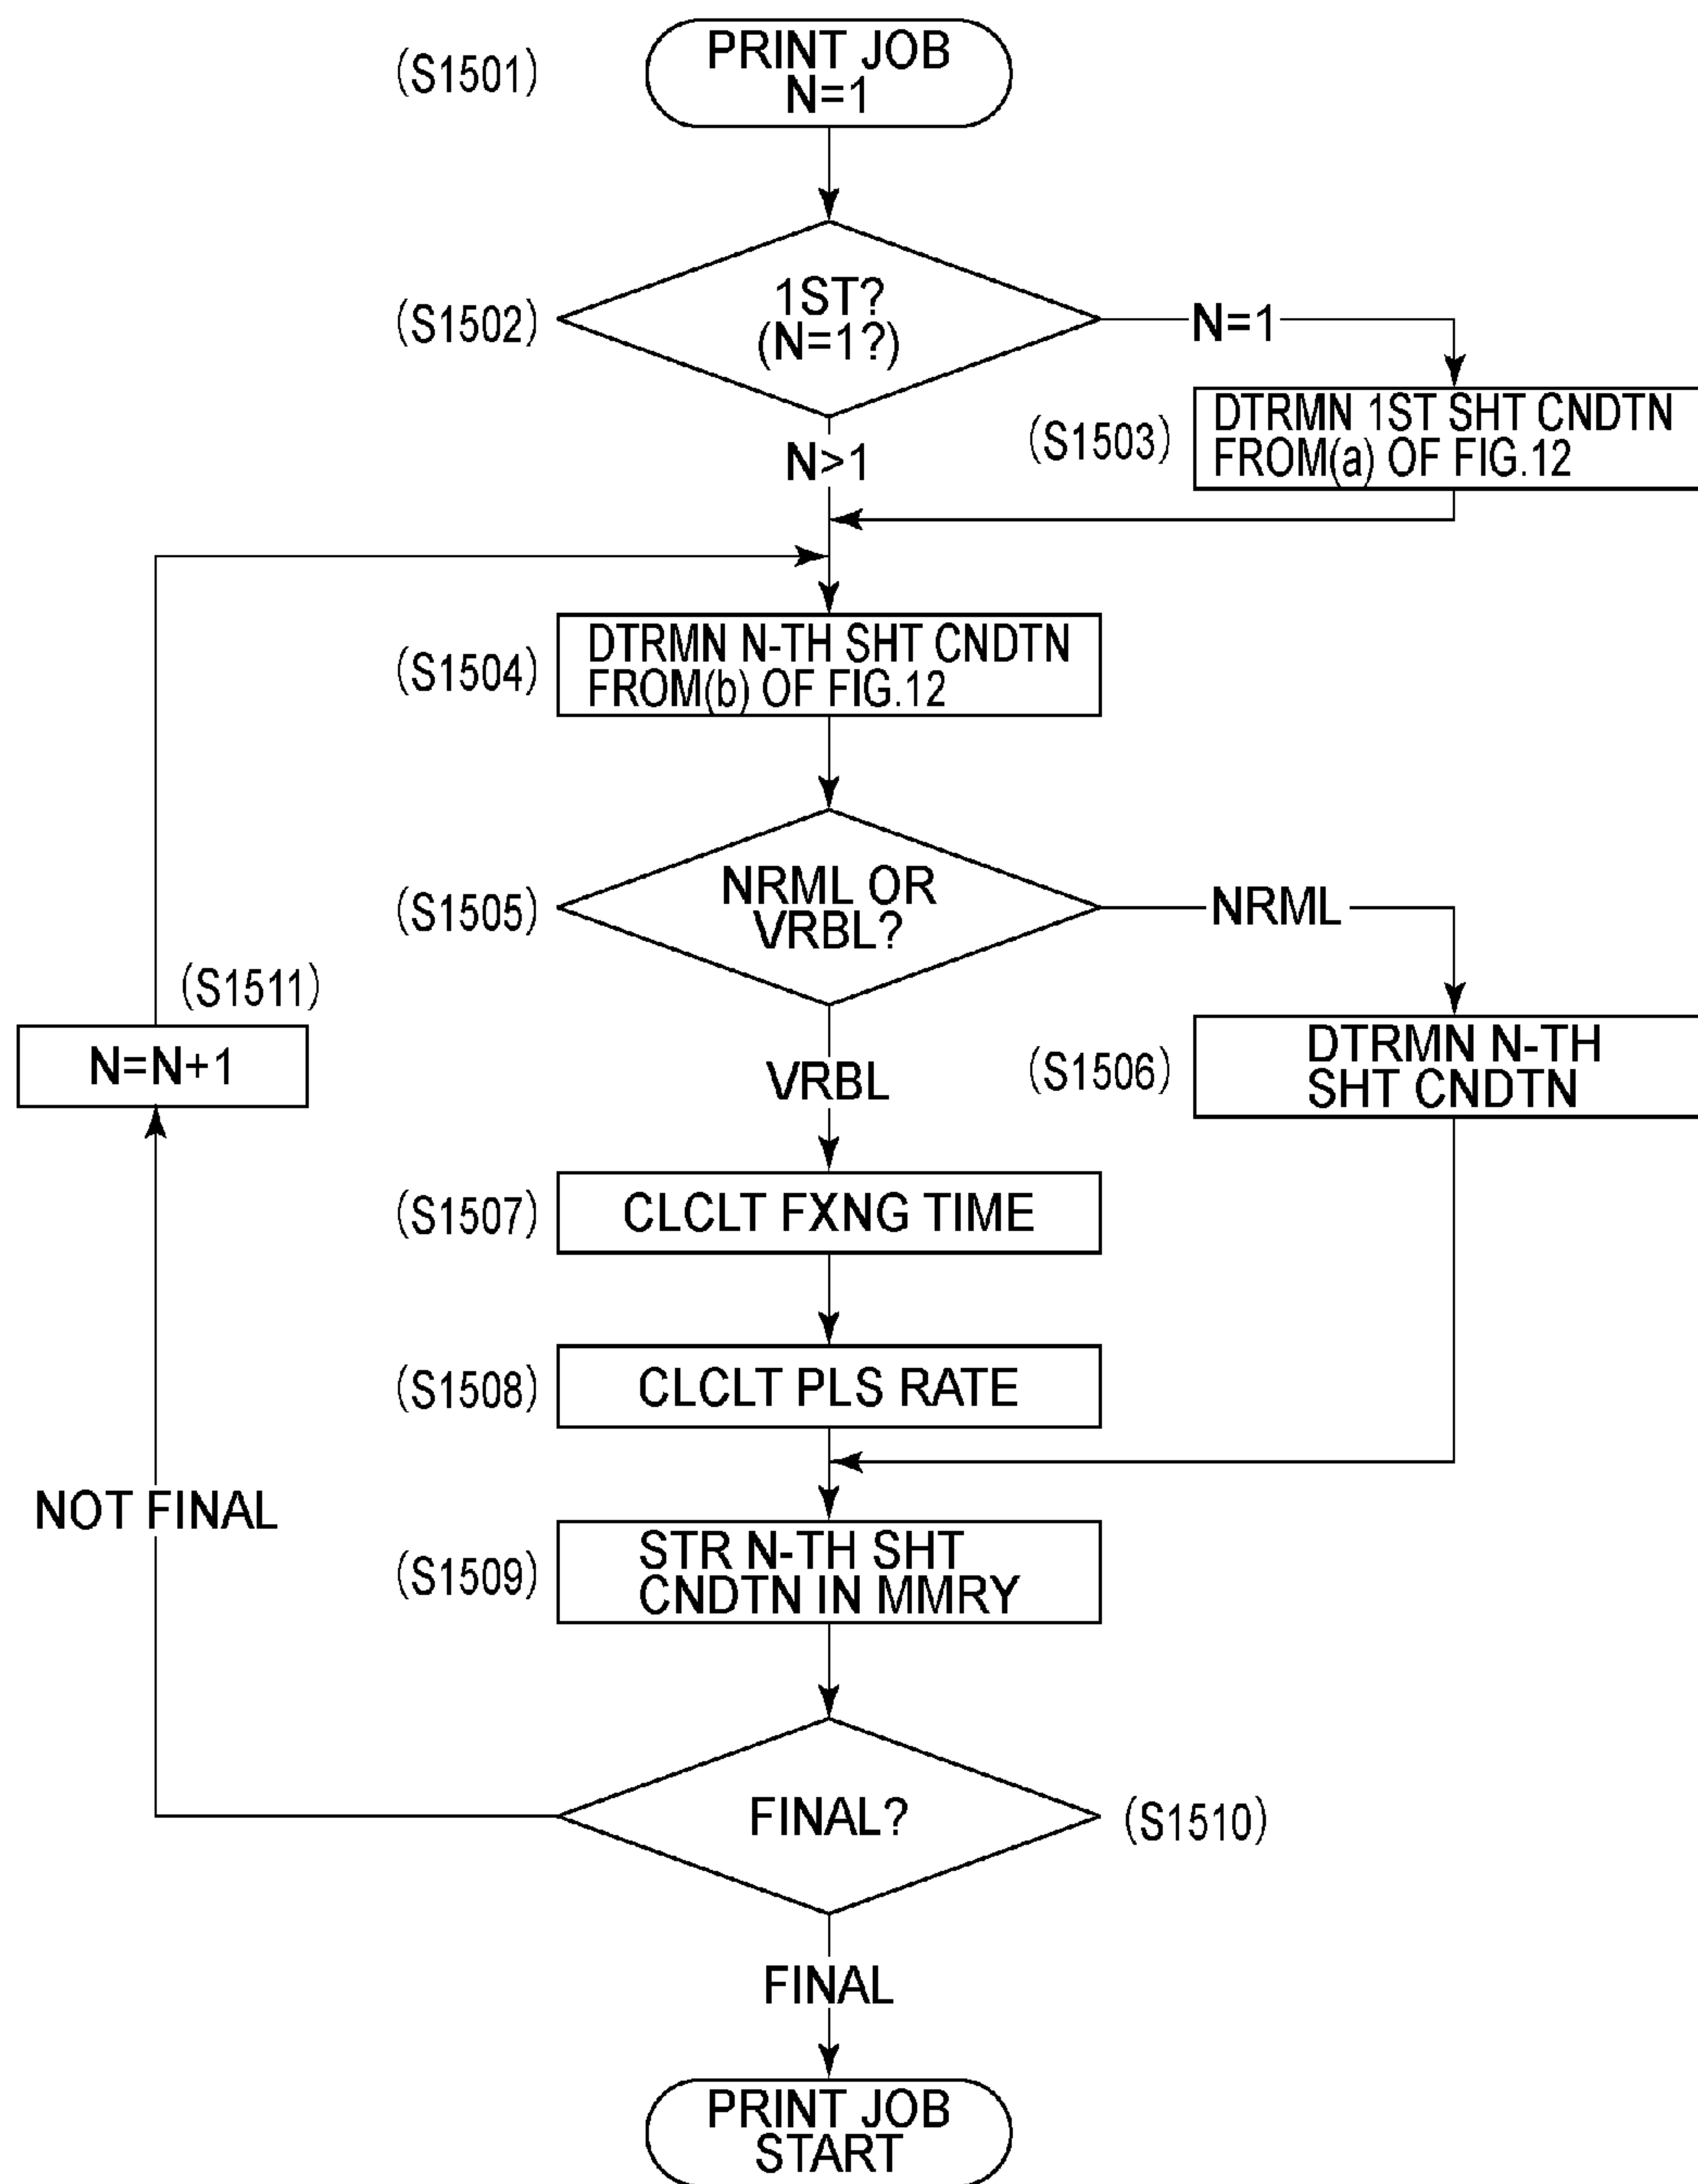 (S1501)
PRINT JOB
N=1
(S1502)
1ST?
(N=1?)
N=1
(S1503)
DTRMN 1ST SHT CNDTN
FROM(a) OF FIG.12
N>1
(S1504)
DTRMN N-TH SHT CNDTN
FROM(b) OF FIG.12
(S1505)
NRML OR
VRBL?
NRML
(S1511)
N=N+1
VRBL
(S1506)
DTRMN N-TH
SHT CNDTN
(S1507)
CLCLT FXNG TIME
(S1508)
CLCLT PLS RATE
NOT FINAL
(S1509)
STR N-TH SHT
CNDTN IN MMRY
FINAL?
(S1510)
FINAL
PRINT JOB
START